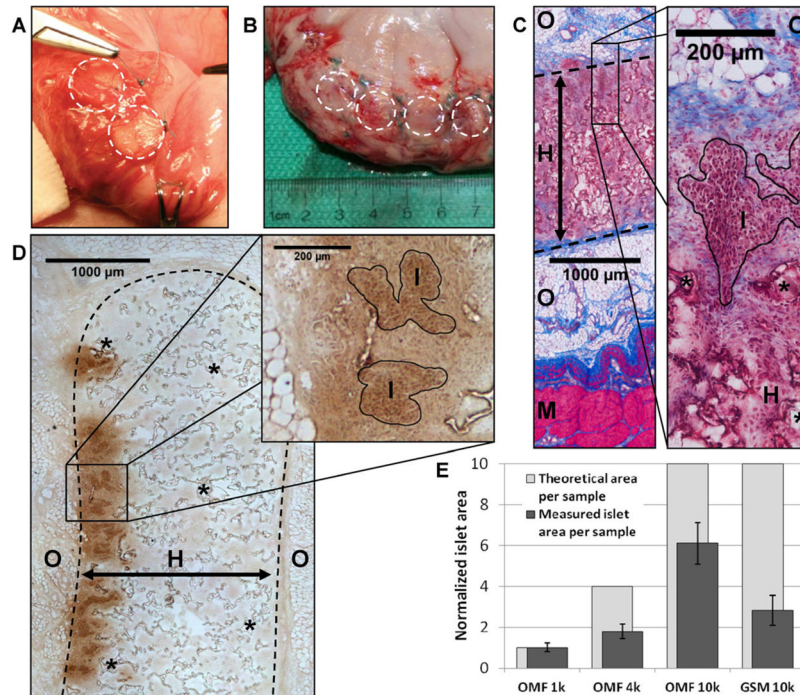 A
B
1cm 2 3 4 5 6 7
C
O
H
1000 µm
O
M
200 µm
I
*
*
H
*
D
1000 µm
200 µm
I
I
*
*
*
O
H
O
*
*
E
Normalized islet area
10
8
6
4
2
0
Theoretical area
per sample
Measured islet
area per sample
OMF 1k
OMF 4k
OMF 10k
GSM 10k